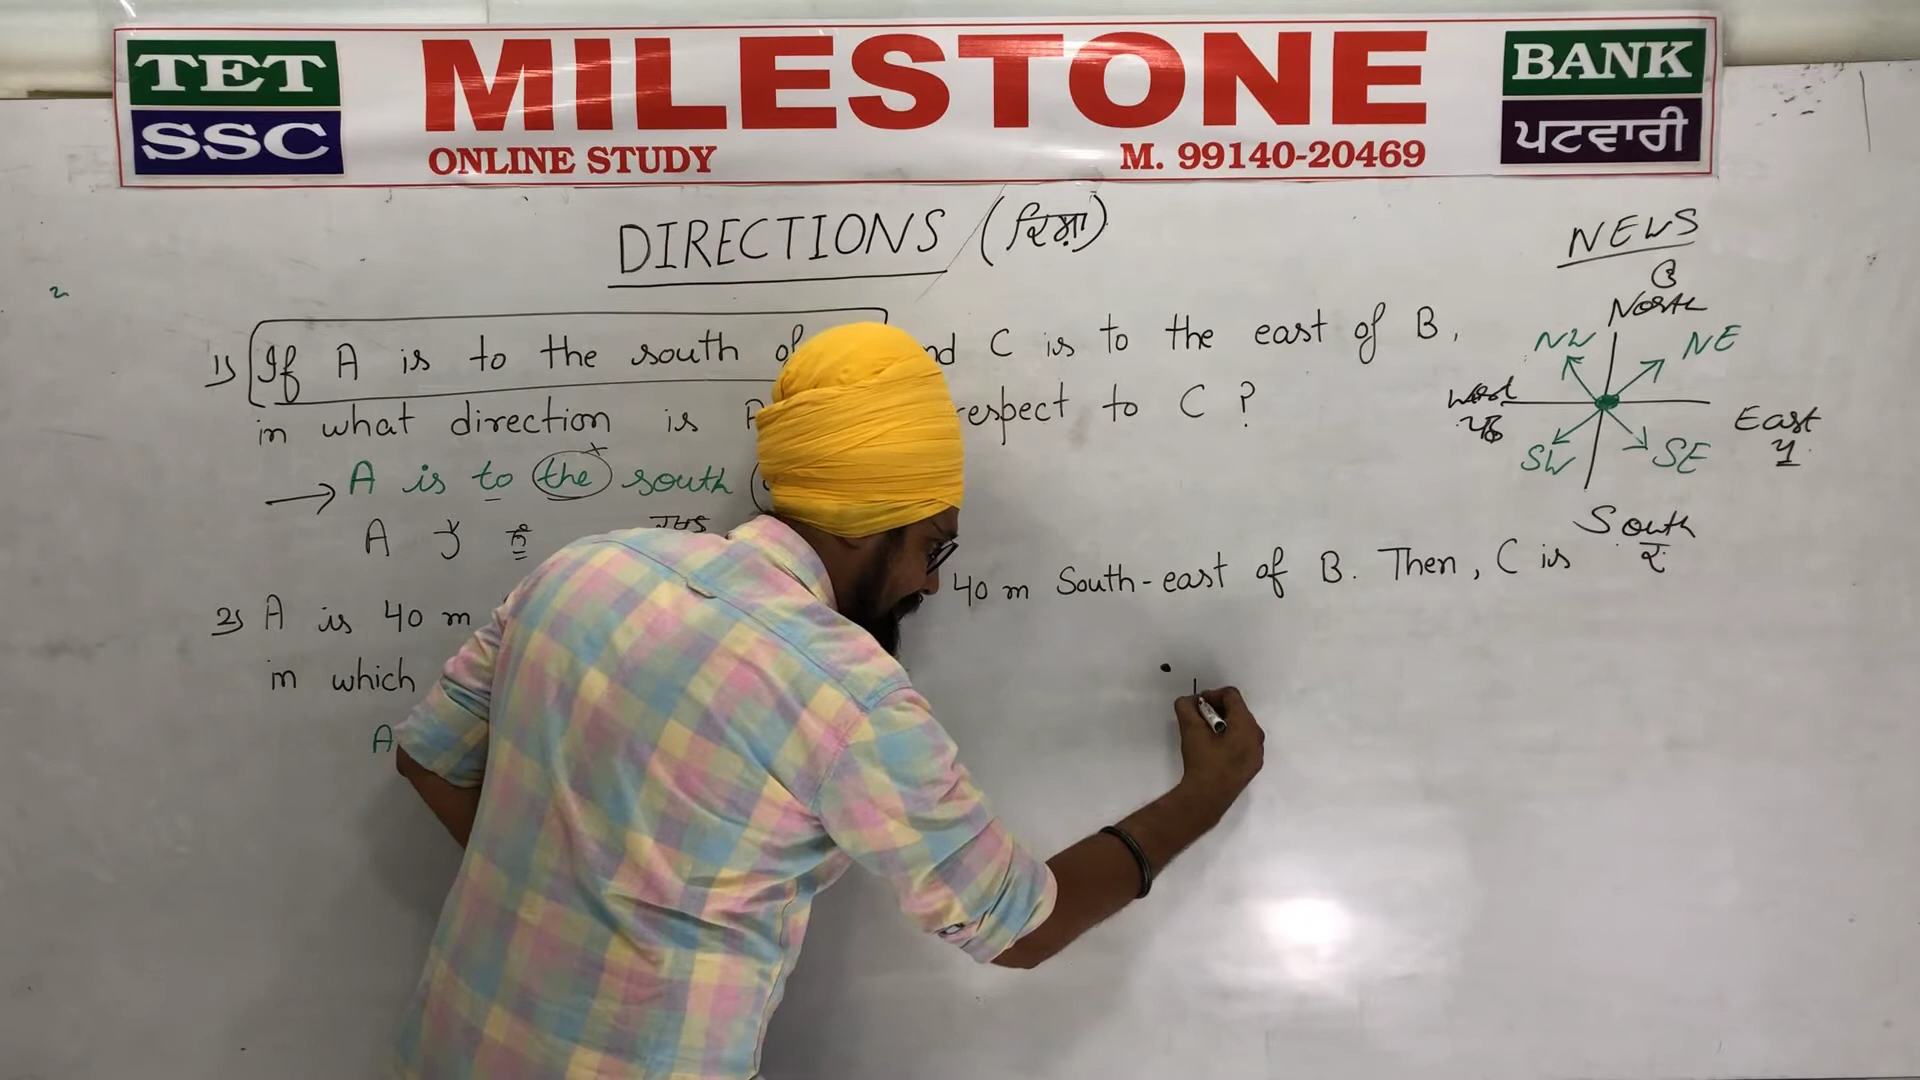 TET
SSC
MILESTONE
ONLINE STUDY
M. 99140-20469
BANK
ਪਟਵਾਰੀ
DIRECTIONS (ਦਿਸ਼ਾ)
NEWS
North
NW
NE
West
East
SW
SE
South
1) If A is to the south of C is to the east of B.
in what direction is respect to C ?
→ A is to the south
A
2) A is 40 m 40 m South-east of B. Then, C is
in which
A